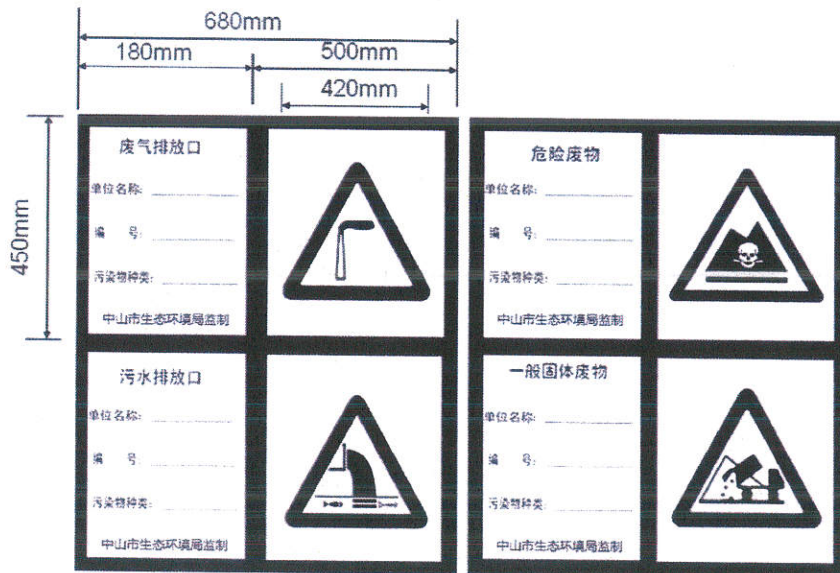 680mm
180mm 500mm
420mm
450mm
废气排放口
单位名称:
编 号:
污染物种类:
中山市生态环境局监制
危险废物
单位名称:
编 号:
污染物种类:
中山市生态环境局监制
污水排放口
单位名称:
编 号:
污染物种类:
中山市生态环境局监制
一般固体废物
单位名称:
编 号:
污染物种类:
中山市生态环境局监制